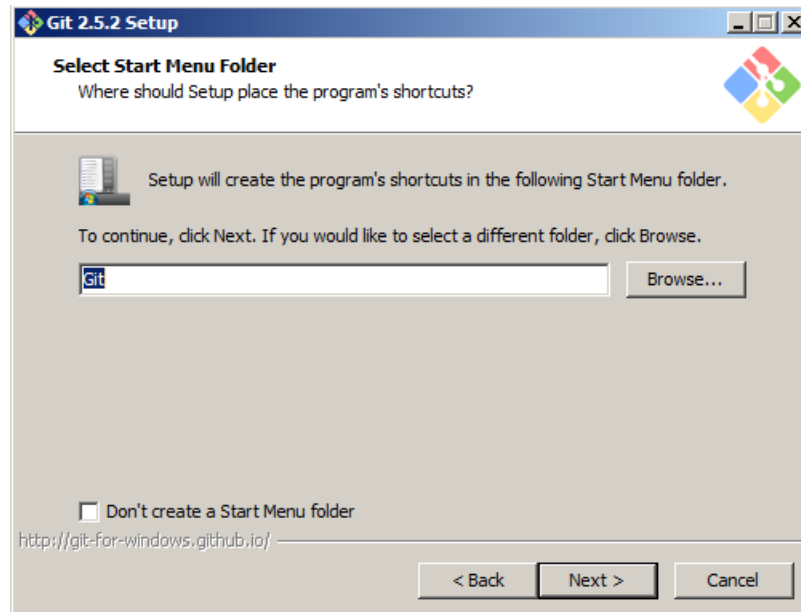 Git 2.5.2 Setup
Select Start Menu Folder
Where should Setup place the program's shortcuts?
Setup will create the program's shortcuts in the following Start Menu folder.
To continue, click Next. If you would like to select a different folder, click Browse.
Git
Browse...
Don't create a Start Menu folder
http://git-for-windows.github.io/
< Back
Next >
Cancel